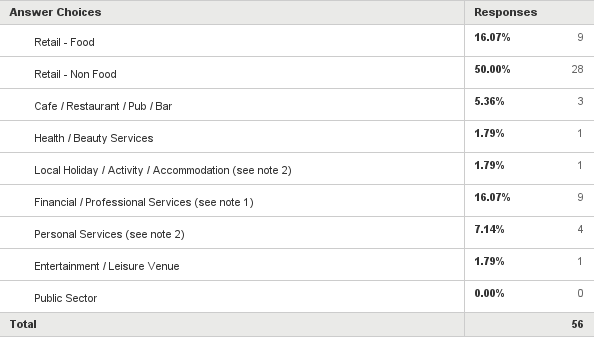 Answer Choices Responses
Retail - Food 16.07% 9
Retail - Non Food 50.00% 28
Cafe / Restaurant / Pub / Bar 5.36% 3
Health / Beauty Services 1.79% 1
Local Holiday / Activity / Accommodation (see note 2) 1.79% 1
Financial / Professional Services (see note 1) 16.07% 9
Personal Services (see note 2) 7.14% 4
Entertainment / Leisure Venue 1.79% 1
Public Sector 0.00% 0
Total 56